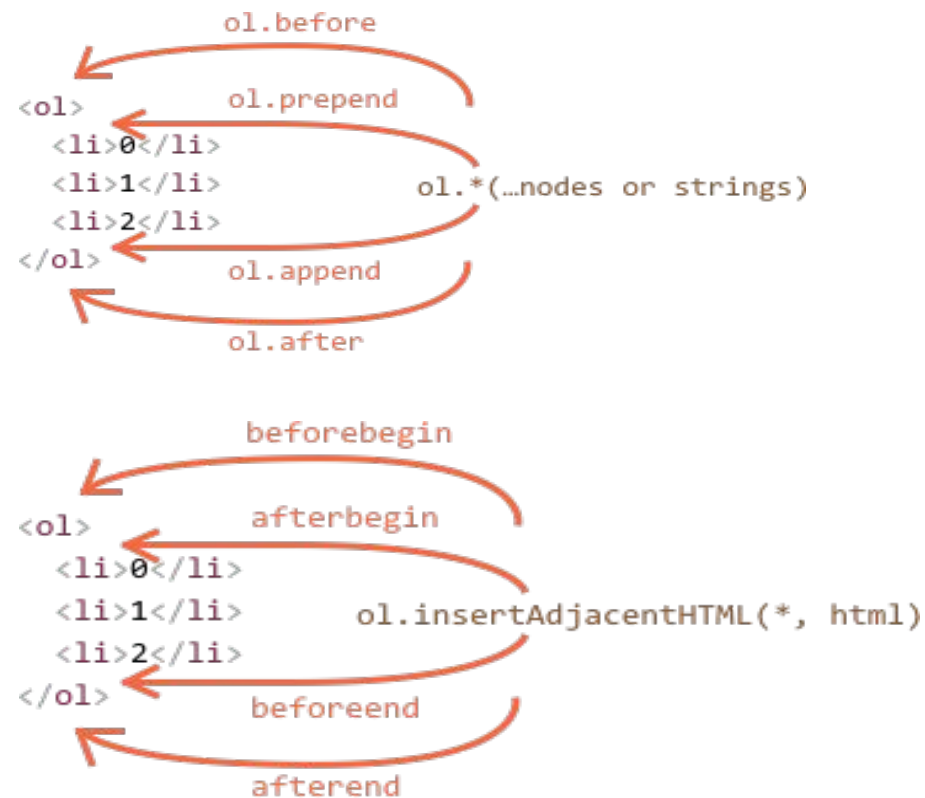 ol.before
<ol>
ol.prepend
<li>0</li>
<li>1</li>
ol.*(…nodes or strings)
<li>2</li>
</ol>
ol.append
ol.after
beforebegin
<ol>
afterbegin
<li>0</li>
<li>1</li>
ol.insertAdjacentHTML(*, html)
<li>2</li>
</ol>
beforeend
afterend